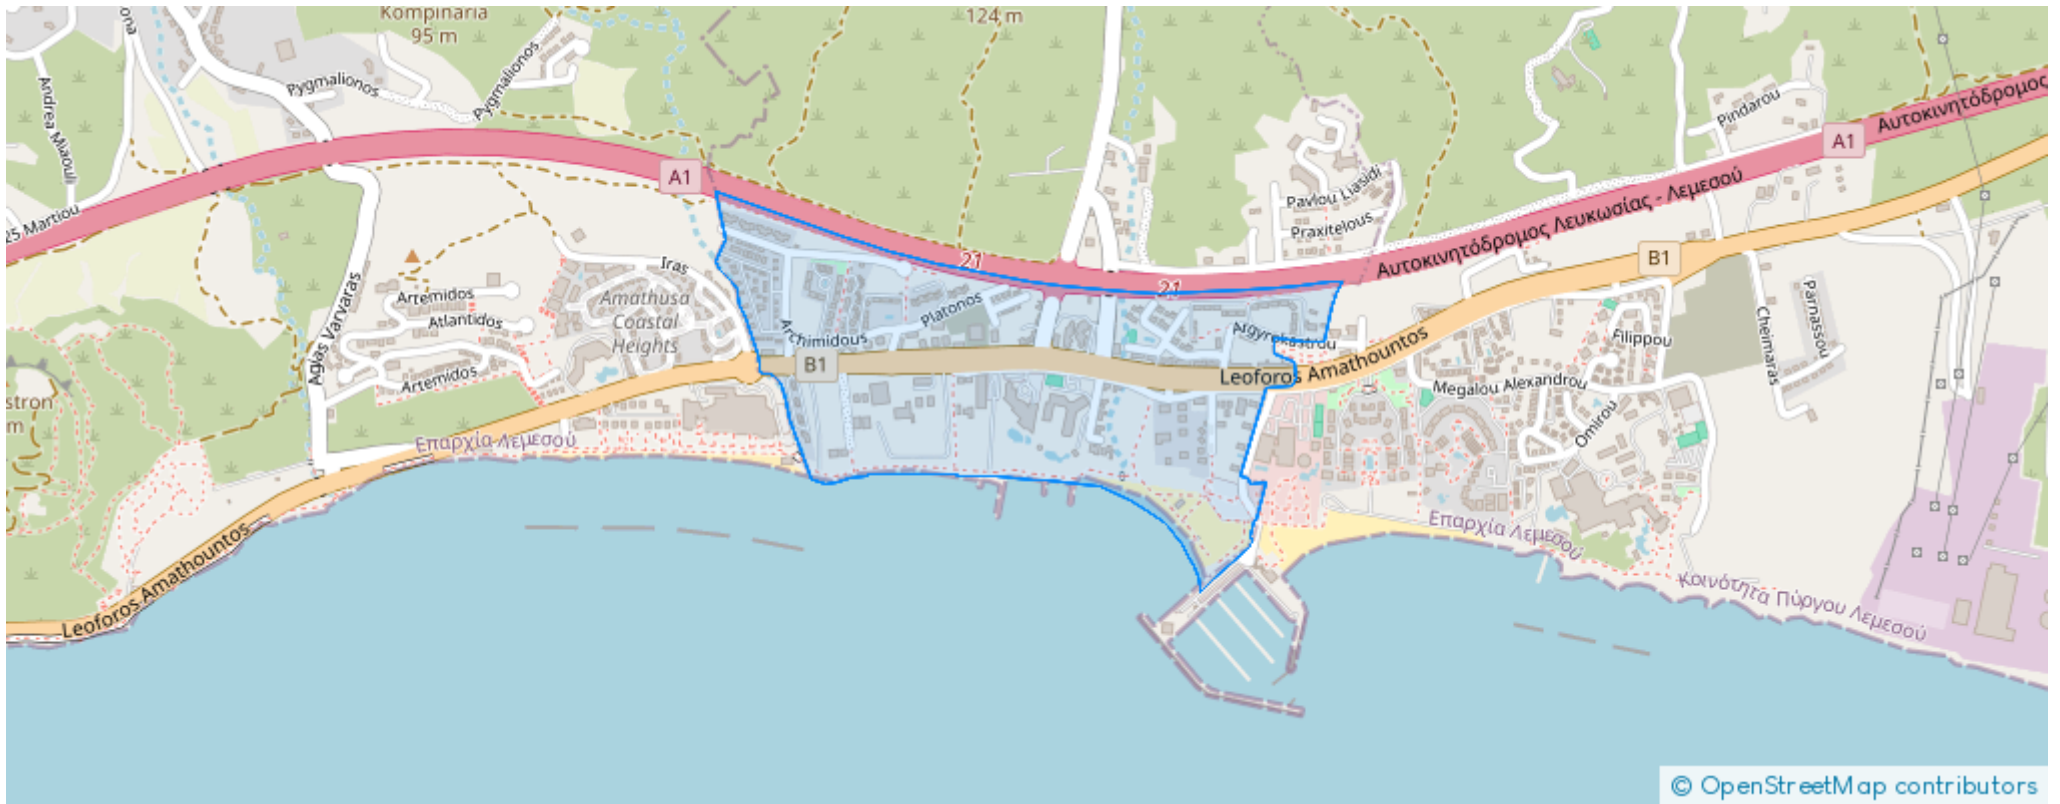 Kompinaria
95 m
124 m
ona
Pygmalionos
Pygmalionos
Andrea Miaouli
25 Martiou
A1
A1
Pindarou
Αυτοκινητόδρομος
Pavlou Liasidi
Praxitelous
Αυτοκινητόδρομος Λευκωσίας - Λεμεσού
B1
21
21
Iras
Amathusa
Coastal
Heights
Artemidos
Atlantidos
Artemidos
Agias Varvaras
Platonos
Archimidous
Argyrokastrou
B1
Leoforos Amathountos
Filippou
Megalou Alexandrou
Omirou
Cheimaras
Parnassou
stron
m
Επαρχία Λεμεσού
Leoforos Amathountos
Επαρχία Λεμεσού
Κοινότητα Πύργου Λεμεσού
© OpenStreetMap contributors